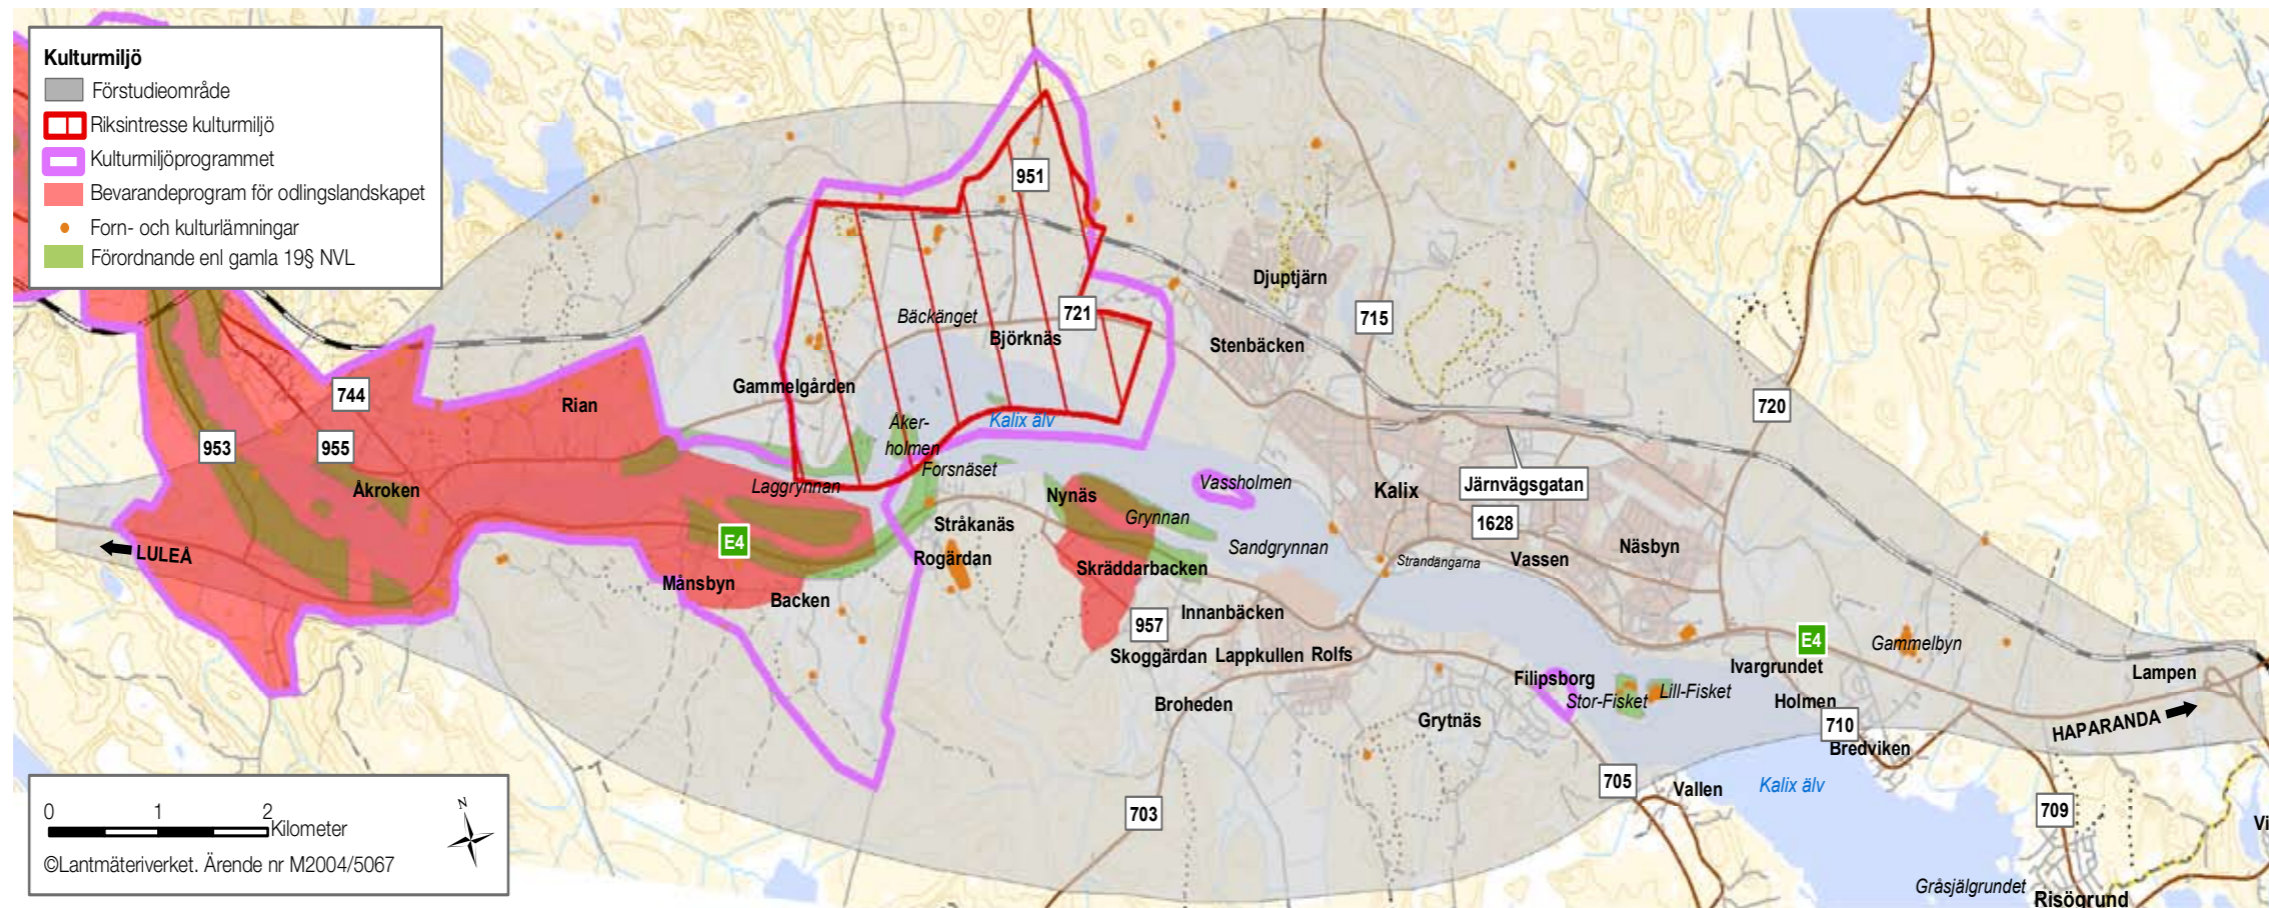 Kulturmiljö
Förstudieområde
Riksintresse kulturmiljö
Kulturmiljöprogrammet
Bevarandeprogram för odlingslandskapet
Forn- och kulturlämningar
Förordnande enl gamla 19§ NVL
951
Djuptjärn
721
715
Bäckänget
Björknäs
Stenbäcken
Gammelgården
744
Rian
720
Åker-
holmen
Kalix älv
953
955
Forsnäset
Åkroken
Laggrynnan
Nynäs
Vassholmen
Kalix
Järnvägsgatan
Grynnan
Stråkanäs
1628
E4
LULEÅ
Rogärdan
Sandgrynnan
Näsbyn
Skräddarbacken
Strandängarna
Vassen
Månsbyn
Backen
Innanbäcken
957
E4
Gammelbyn
Skoggärdan
Lappkullen
Rolfs
Ivargrundet
Lampen
Filipsborg
Stor-Fisket
Lill-Fisket
Broheden
Holmen
Grytnäs
710
HAPARANDA
Bredviken
705
Vallen
Kalix älv
703
709
Vi
0 1 2
Kilometer
N
©Lantmäteriverket. Ärende nr M2004/5067
Gråsjälgrundet
Risögrund